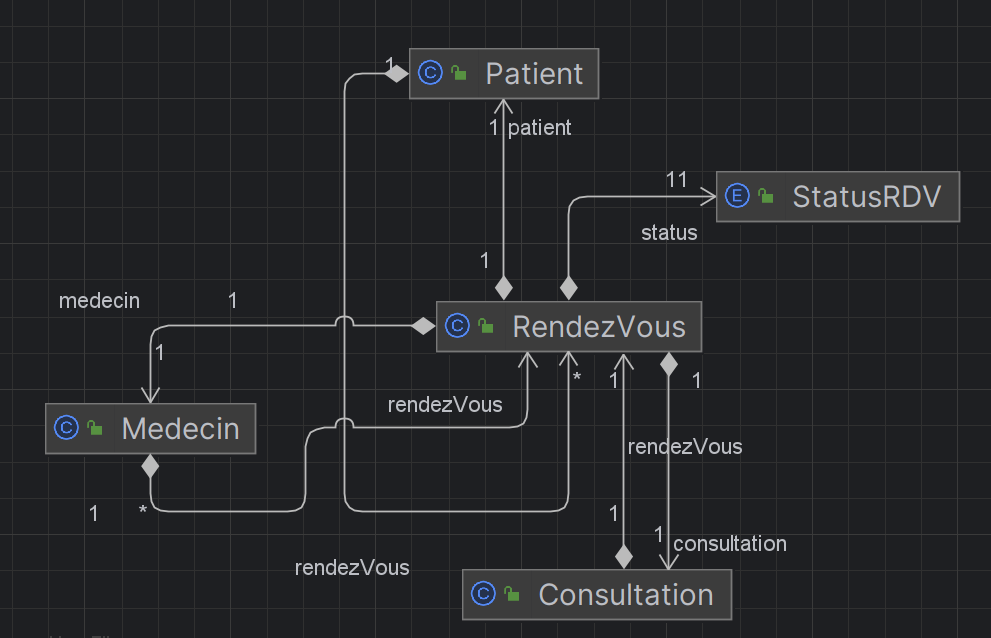 1
C Patient
1 patient
11
E StatusRDV
status
1
medecin 1
C RendezVous
1
* 1 1
rendezVous
C Medecin
rendezVous
1 * 1
1
consultation
rendezVous
C Consultation